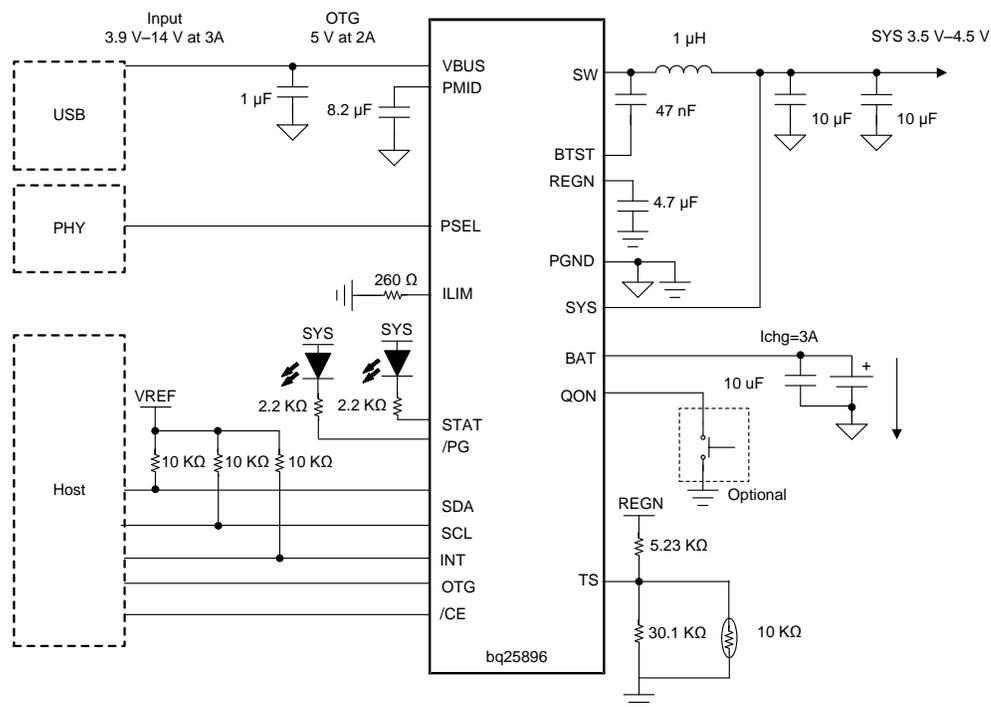 Input
3.9 V–14 V at 3A
OTG
5 V at 2A
1 µH
SYS 3.5 V–4.5 V
USB
1 µF
8.2 µF
VBUS
PMID
SW
47 nF
10 µF
10 µF
BTST
REGN
4.7 µF
PHY
PSEL
PGND
260 Ω
ILIM
SYS
SYS
SYS
Ichg=3A
BAT
10 uF
+
QON
VREF
2.2 KΩ
2.2 KΩ
STAT
/PG
10 KΩ
10 KΩ
10 KΩ
Host
SDA
Optional
REGN
SCL
5.23 KΩ
INT
OTG
TS
/CE
30.1 KΩ
10 KΩ
bq25896